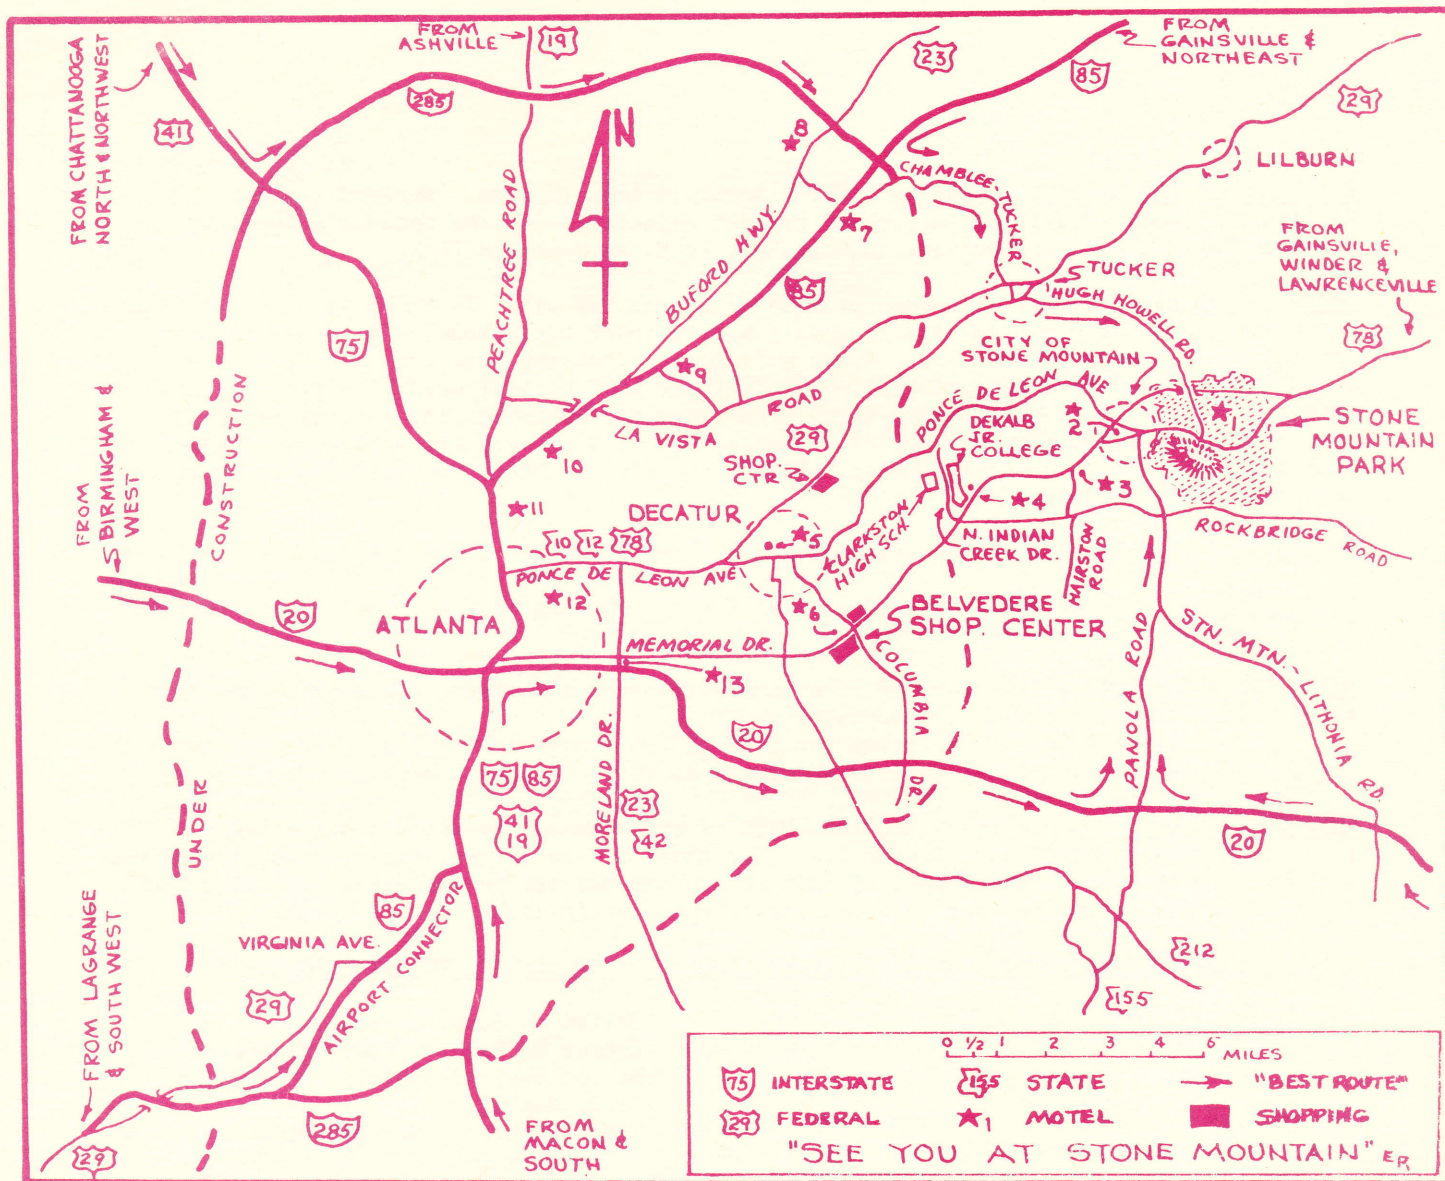 FROM
ASHVILLE
19
23
FROM
GAINSVILLE &
NORTHEAST
85
29
FROM CHATTANOOGA
NORTH & NORTHWEST
41
285
N
8
CHAMBLEE-
TUCKER
LILBURN
PEACHTREE ROAD
BUFORD HWY.
7
FROM
GAINSVILLE,
WINDER &
LAWRENCEVILLE
TUCKER
HUGH HOWELL RD.
85
75
78
CITY OF
STONE MOUNTAIN
9
PONCE DE LEON AVE
ROAD
LA VISTA
29
DEKALB
JR.
COLLEGE
2
1
STONE
MOUNTAIN
PARK
CONSTRUCTION
10
SHOP.
CTR
3
4
FROM
BIRMINGHAM &
WEST
11
DECATUR
5
CLARKSTON
HIGH SCH.
N. INDIAN
CREEK DR.
HAIRSTON
ROAD
ROCKBRIDGE ROAD
10 12 78
PONCE DE LEON AVE
12
20
ATLANTA
6
BELVEDERE
SHOP. CENTER
MEMORIAL DR.
13
COLUMBIA
DR.
PANOLA ROAD
STN. MTN.-LITHONIA RD.
20
75 85
41
19
MORELAND DR.
23
42
UNDER
20
85
VIRGINIA AVE.
AIRPORT CONNECTOR
29
FROM LAGRANGE
& SOUTH WEST
212
155
285
29
FROM
MACON &
SOUTH
0 1/2 1 2 3 4 5 MILES
75 INTERSTATE 155 STATE "BEST ROUTE"
29 FEDERAL 1 MOTEL SHOPPING
"SEE YOU AT STONE MOUNTAIN" EP